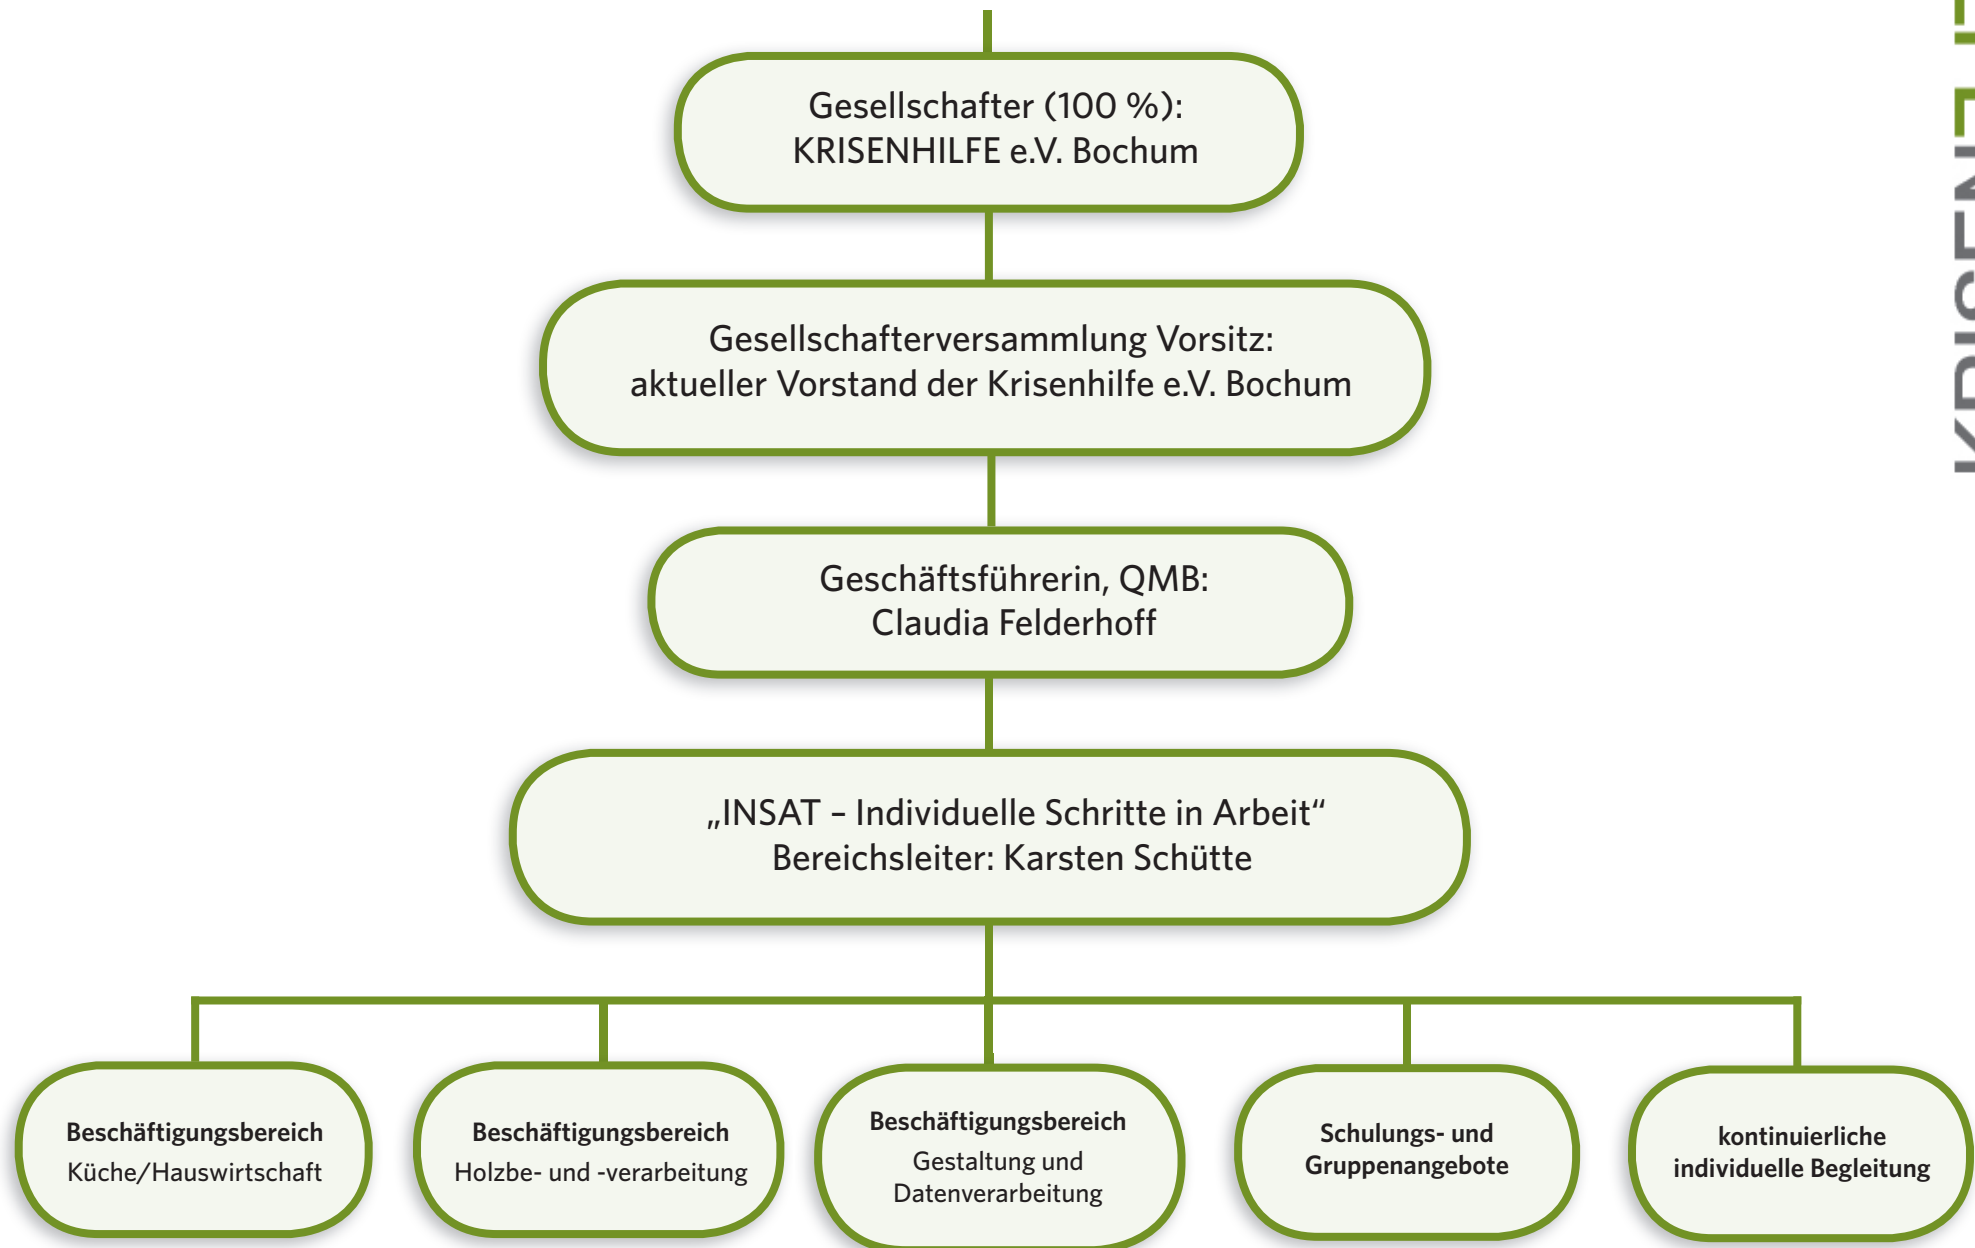 Gesellschafter (100 %):
KRISENHILFE e.V. Bochum
Gesellschafterversammlung Vorsitz:
aktueller Vorstand der Krisenhilfe e.V. Bochum
Geschäftsführerin, QMB:
Claudia Felderhoff
„INSAT – Individuelle Schritte in Arbeit“
Bereichsleiter: Karsten Schütte
Beschäftigungsbereich
Küche/Hauswirtschaft
Beschäftigungsbereich
Holzbe- und -verarbeitung
Beschäftigungsbereich
Gestaltung und
Datenverarbeitung
Schulungs- und
Gruppenangebote
kontinuierliche
individuelle Begleitung